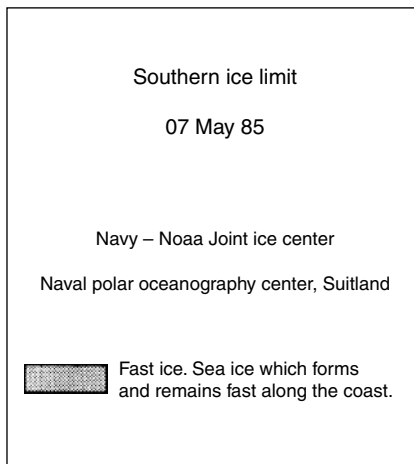 Southern ice limit
07 May 85
Navy – Noaa Joint ice center
Naval polar oceanography center, Suitland
Fast ice. Sea ice which forms
and remains fast along the coast.